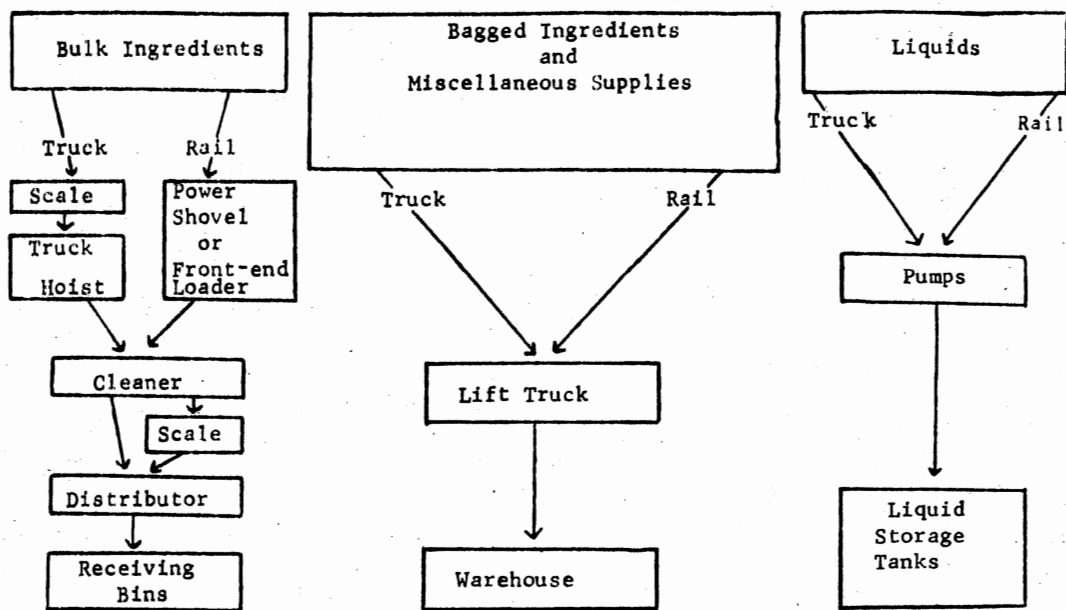 Bulk Ingredients
Truck
Rail
Scale
Truck
Hoist
Power
Shovel
or
Front-end
Loader
Cleaner
Scale
Distributor
Receiving
Bins
Bagged Ingredients
and
Miscellaneous Supplies
Truck
Rail
Lift Truck
Warehouse
Liquids
Truck
Rail
Pumps
Liquid
Storage
Tanks